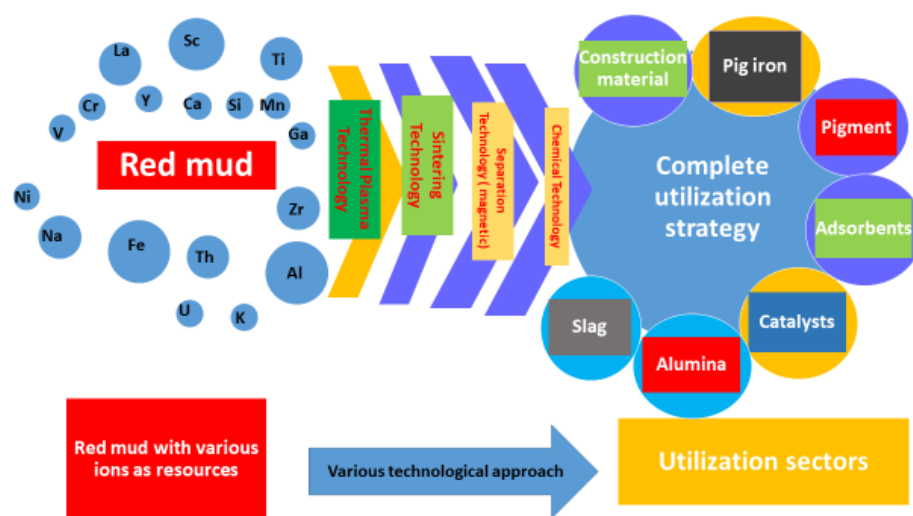 La
Sc
Ti
Cr
Y
Ca
Si
Mn
V
Ga
Red mud
Ni
Na
Fe
Th
Zr
Al
U
K
Thermal Plasma
Technology
Sintering
Technology
Separation
Technology ( magnetic)
Chemical Technology
Construction
material
Pig iron
Pigment
Complete
utilization
strategy
Adsorbents
Catalysts
Alumina
Slag
Red mud with various
ions as resources
Various technological approach
Utilization sectors